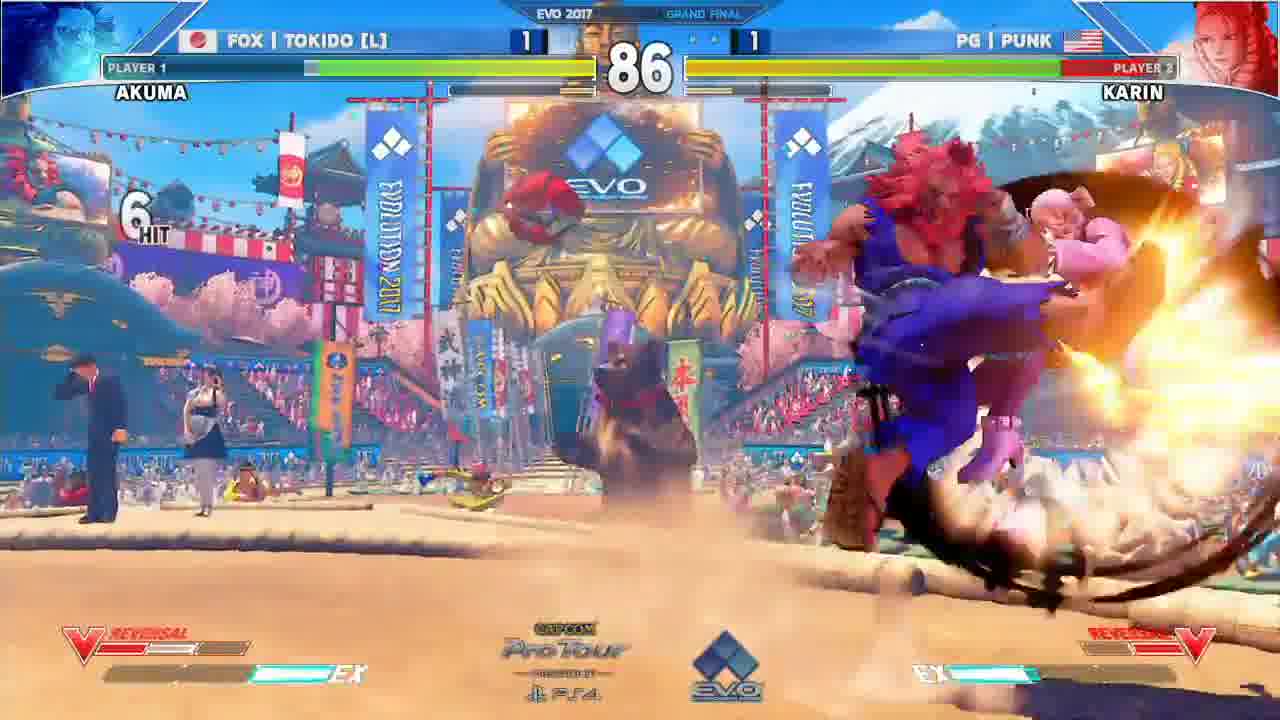 EVO 2017
GRAND FINAL
FOX | TOKIDO [L]
1
86
1
PG | PUNK
PLAYER 1
PLAYER 2
AKUMA
KARIN
6
HIT
EVO
EVOLUTION 2017
本
REVERSAL
REVERSAL
EX
EX
CAPCOM
Pro Tour
PS4
EVO